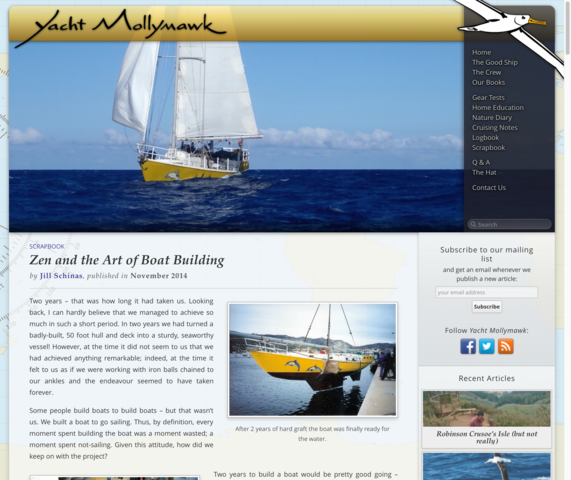 Yacht Mollymawk
Home
The Good Ship
The Crew
Our Books
Gear Tests
Home Education
Nature Diary
Cruising Notes
Logbook
Scrapbook
Q & A
The Hat
Contact Us
Search
SCRAPBOOK
Zen and the Art of Boat Building
by Jill Schinas, published in November 2014
Two years – that was how long it had taken us. Looking
back, I can hardly believe that we managed to achieve so
much in such a short period. In two years we had turned a
badly-built, 50 foot hull and deck into a sturdy, seaworthy
vessel! However, at the time it did not seem to us that we
had achieved anything remarkable; indeed, at the time it
felt to us as if we were working with iron balls chained to
our ankles and the endeavour seemed to have taken
forever.
After 2 years of hard graft the boat was finally ready for
the water.
Some people build boats to build boats – but that wasn't
us. We built a boat to go sailing. Thus, by definition, every
moment spent building the boat was a moment wasted; a
moment spent not-sailing. Given this attitude, how did we
keep on with the project?
Two years to build a boat would be pretty good going –
Subscribe to our mailing
list
and get an email whenever we
publish a new article:
your email address
Subscribe
Follow Yacht Mollymawk:
Recent Articles
Robinson Crusoe's Isle (but not
really)